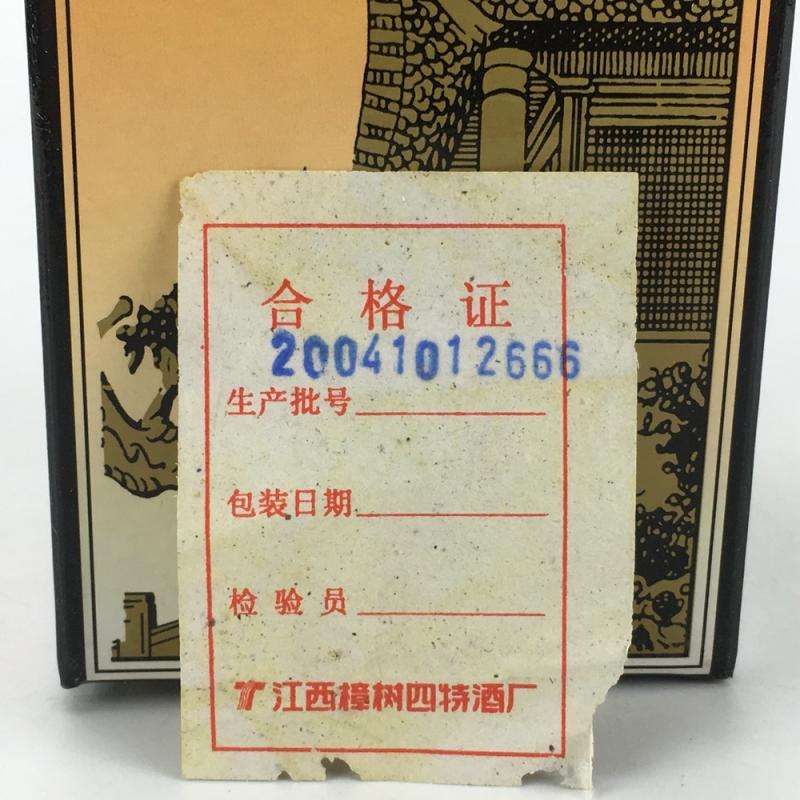 合格证
20041012666
生产批号
包装日期
检验员
江西樟树四特酒厂